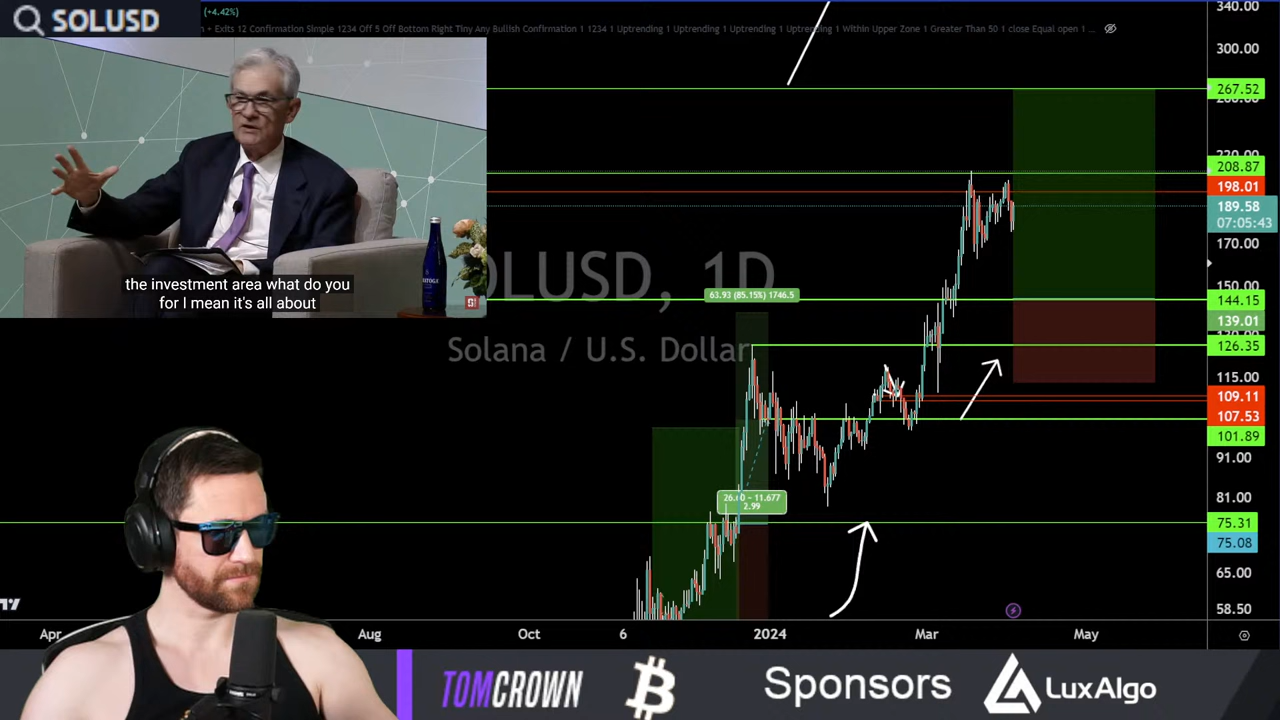 SOLUSD
(+4.42%)
+ Exits 12 Confirmation Simple 1234 Off 5 Off Bottom Right Tiny Any Bullish Confirmation 1 1234 1 Uptrending 1 Uptrending 1 Uptrending 1 Uptrending 1 Within Upper Zone 1 Greater Than 50 1 close Equal open 1 ...
the investment area what do you
for I mean it's all about
OLUSD, 1D
Solana / U.S. Dollar
63.93 (85.15%) 1746.5
2.99
340.00
300.00
267.52
208.87
198.01
189.58
07:05:43
170.00
150.00
144.15
139.01
126.35
115.00
109.11
107.53
101.89
91.00
81.00
75.31
75.08
65.00
58.50
Apr
Aug
Oct
6
2024
Mar
May
TOMCROWN
Sponsors
LuxAlgo